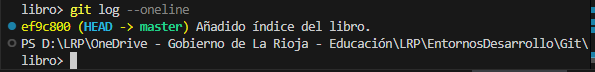 libro> git log --oneline
ef9c800 (HEAD -> master) Añadido índice del libro.
PS D:\LRP\OneDrive - Gobierno de La Rioja - Educación\LRP\EntornosDesarrollo\Git\
libro>